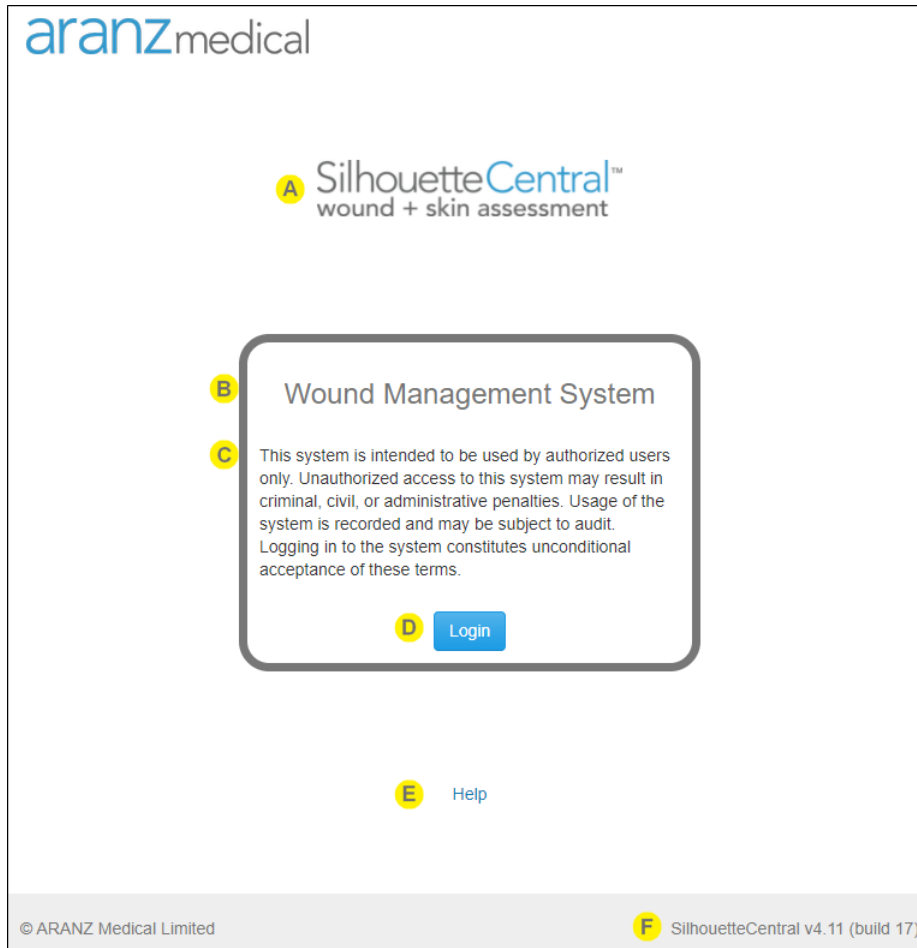 aranzmedical
A SilhouetteCentral™
wound + skin assessment
B Wound Management System
C This system is intended to be used by authorized users
only. Unauthorized access to this system may result in
criminal, civil, or administrative penalties. Usage of the
system is recorded and may be subject to audit.
Logging in to the system constitutes unconditional
acceptance of these terms.
D Login
E Help
© ARANZ Medical Limited F SilhouetteCentral v4.11 (build 17)